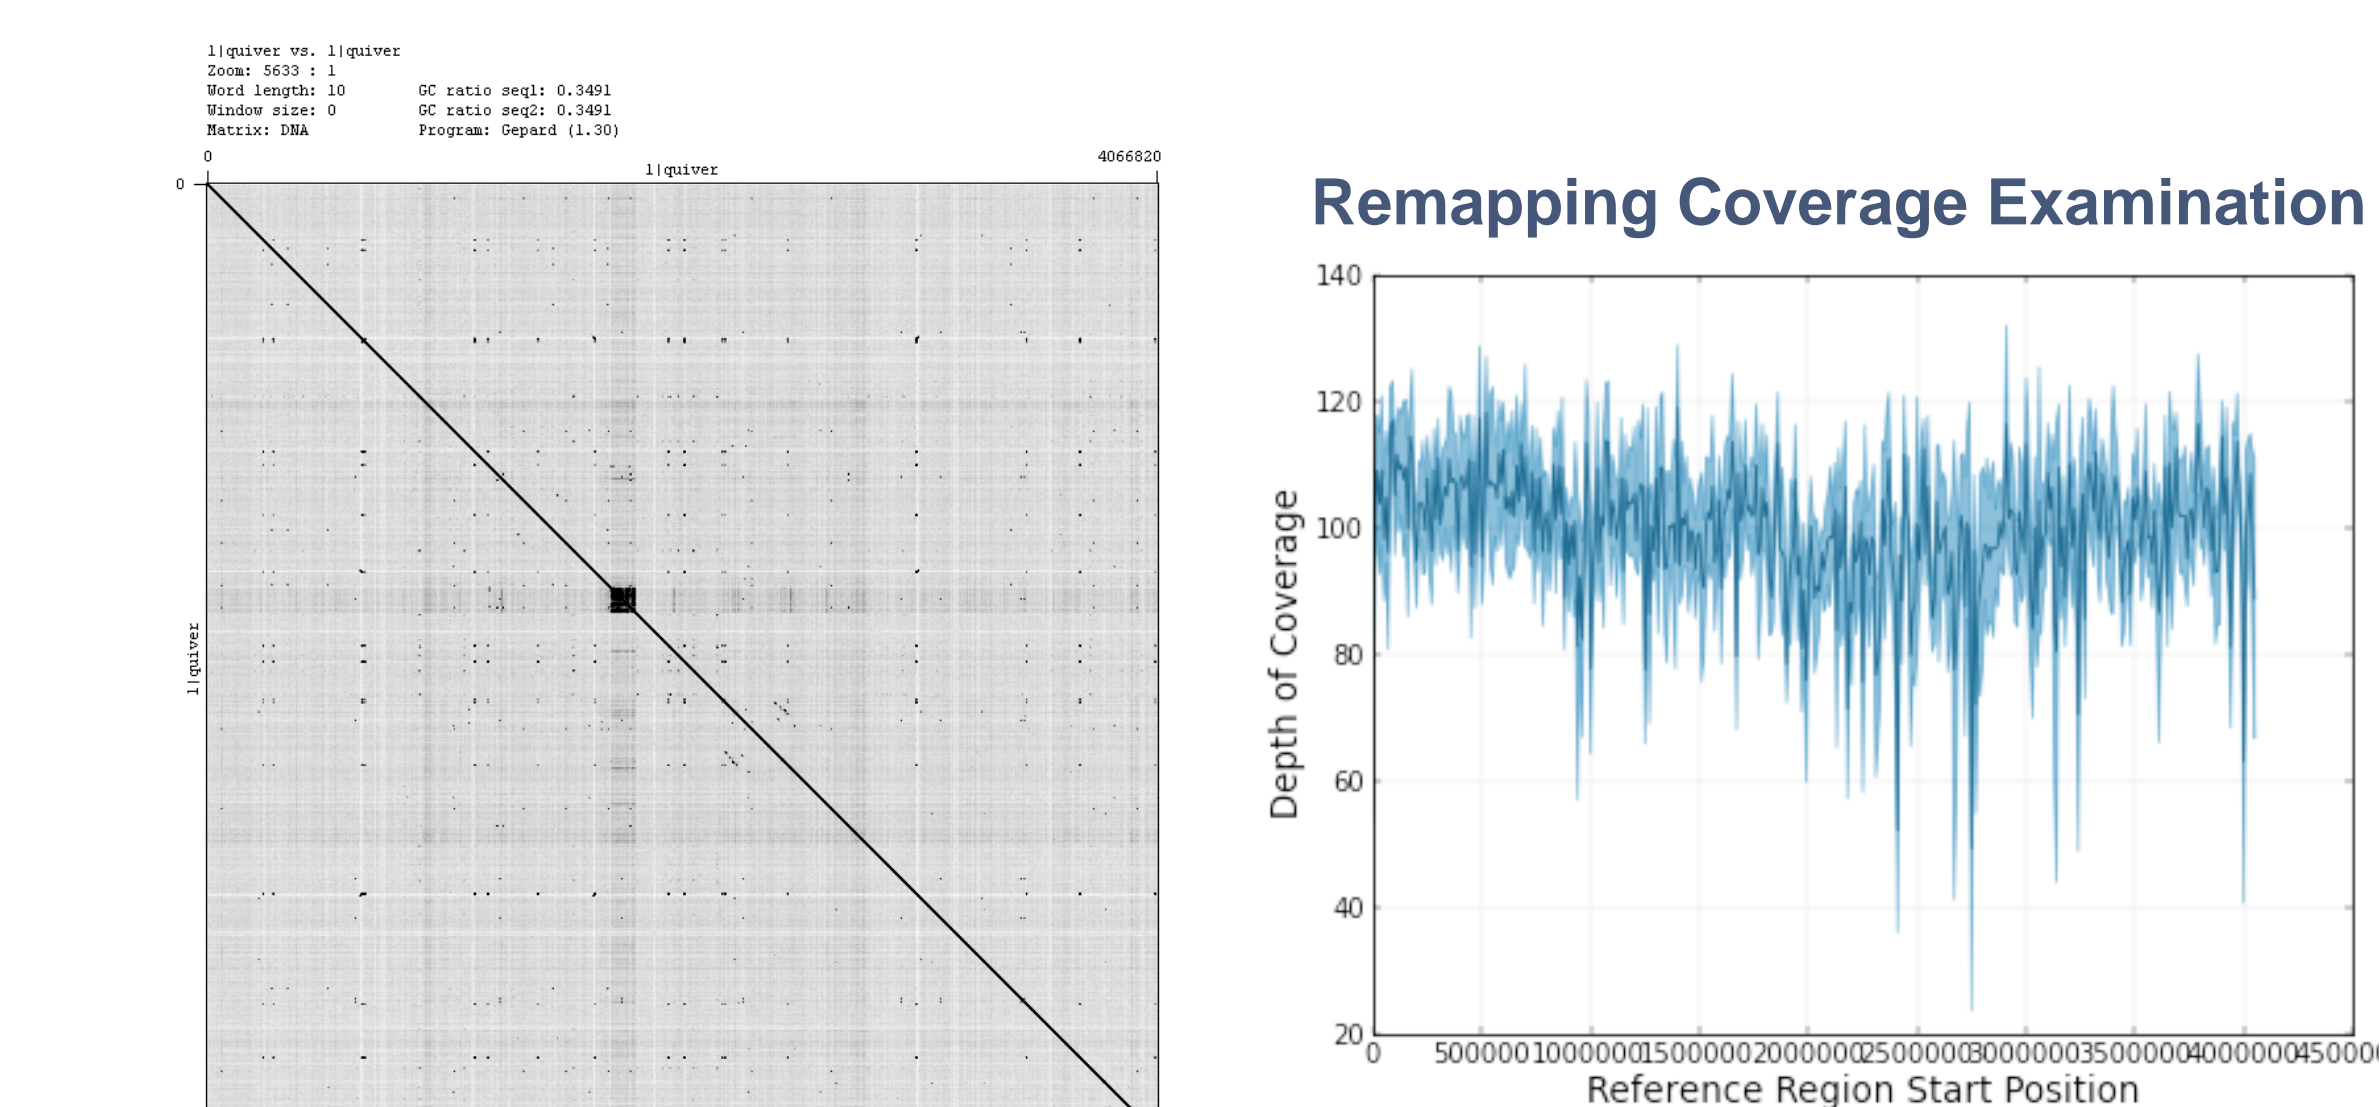 1|quiver vs. 1|quiver
Zoom: 5633 : 1
Word length: 10 GC ratio seq1: 0.3491
Window size: 0 GC ratio seq2: 0.3491
Matrix: DNA Program: Gepard (1.30)
0 4066820
1|quiver
0
1|quiver
Remapping Coverage Examination
140
120
100
80
60
40
20
Depth of Coverage
0 500000 1000000 1500000 2000000 2500000 3000000 3500000 4000000
Reference Region Start Position